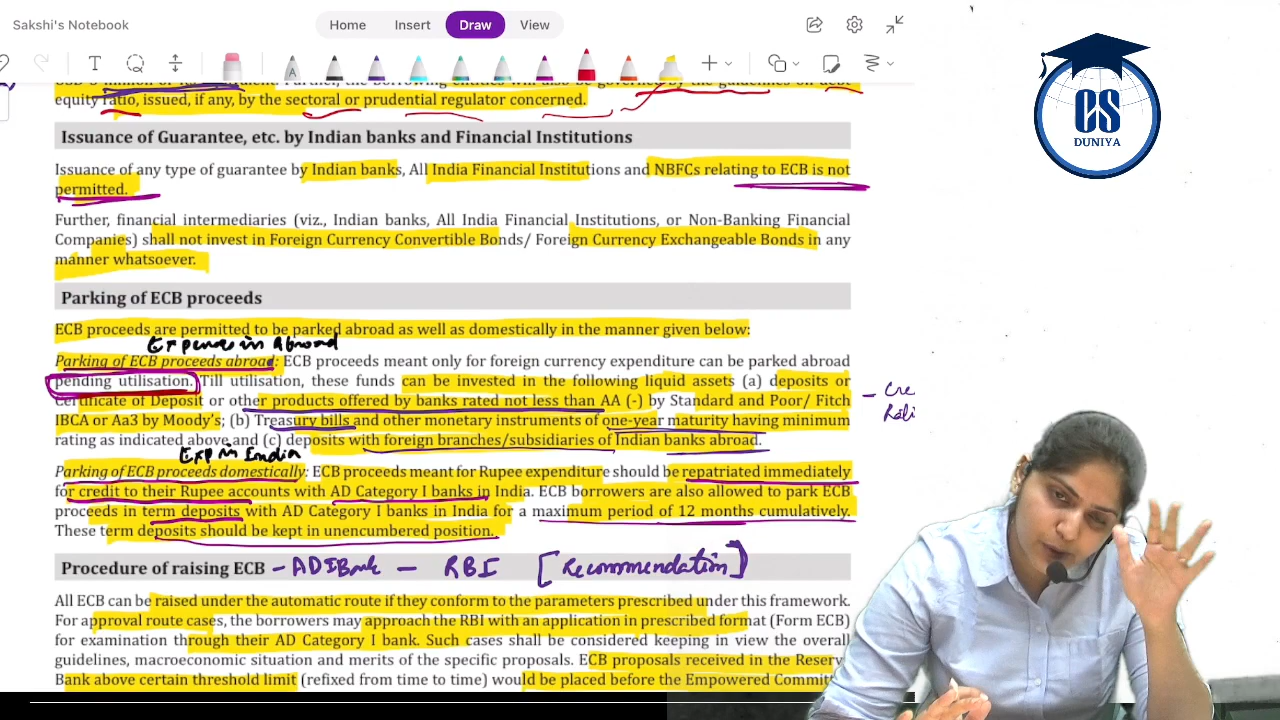 Sakshi's Notebook
Home Insert Draw View
equity ratio, issued, if any, by the sectoral or prudential regulator concerned.
Issuance of Guarantee, etc. by Indian banks and Financial Institutions
Issuance of any type of guarantee by Indian banks, All India Financial Institutions and NBFCs relating to ECB is not
permitted.
Further, financial intermediaries (viz., Indian banks, All India Financial Institutions, or Non-Banking Financial
Companies) shall not invest in Foreign Currency Convertible Bonds/ Foreign Currency Exchangeable Bonds in any
manner whatsoever.
Parking of ECB proceeds
ECB proceeds are permitted to be parked abroad as well as domestically in the manner given below:
Expense in Abroad
Parking of ECB proceeds abroad: ECB proceeds meant only for foreign currency expenditure can be parked abroad
pending utilisation. Till utilisation, these funds can be invested in the following liquid assets (a) deposits or
Certificate of Deposit or other products offered by banks rated not less than AA (-) by Standard and Poor/ Fitch
IBCA or Aa3 by Moody's; (b) Treasury bills and other monetary instruments of one-year maturity having minimum
rating as indicated above and (c) deposits with foreign branches/subsidiaries of Indian banks abroad.
Exp in India
Parking of ECB proceeds domestically: ECB proceeds meant for Rupee expenditure should be repatriated immediately
for credit to their Rupee accounts with AD Category I banks in India. ECB borrowers are also allowed to park ECB
proceeds in term deposits with AD Category I banks in India for a maximum period of 12 months cumulatively.
These term deposits should be kept in unencumbered position.
Procedure of raising ECB - ADIBank - RBI [Recommendation]
All ECB can be raised under the automatic route if they conform to the parameters prescribed under this framework.
For approval route cases, the borrowers may approach the RBI with an application in prescribed format (Form ECB)
for examination through their AD Category I bank. Such cases shall be considered keeping in view the overall
guidelines, macroeconomic situation and merits of the specific proposals. ECB proposals received in the Reserv
Bank above certain threshold limit (refixed from time to time) would be placed before the Empowered Committ
- Cre
Rati
CS
DUNIYA